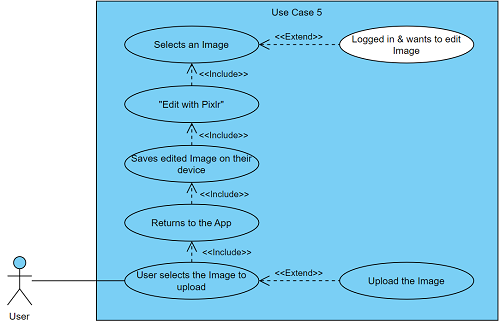 Use Case 5
Selects an Image
<<Extend>>
Logged in & wants to edit
Image
<<Include>>
"Edit with Pixlr"
<<Include>>
Saves edited Image on their
device
<<Include>>
Returns to the App
<<Include>>
User selects the Image to
upload
<<Extend>>
Upload the Image
User